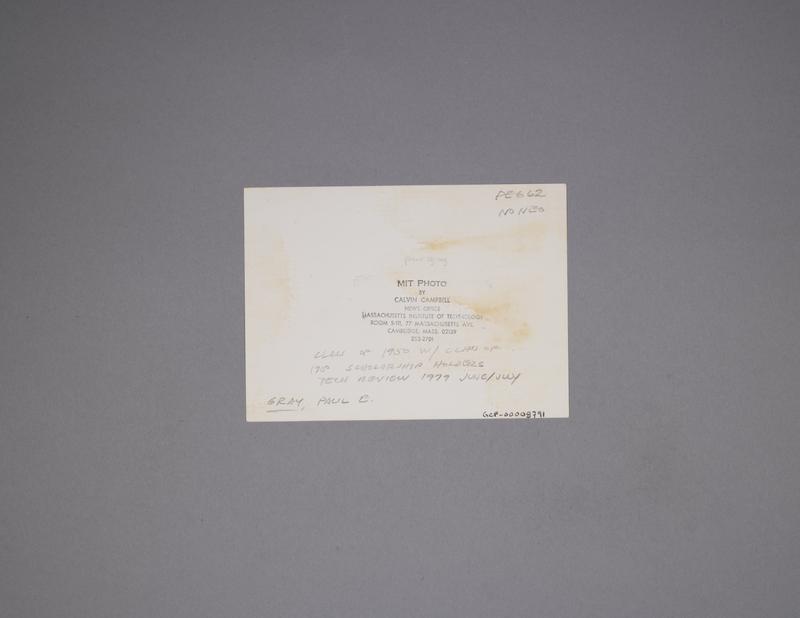 PE662
NO NEG
MIT PHOTO
BY
CALVIN CAMPBELL
NEWS OFFICE
MASSACHUSETTS INSTITUTE OF TECHNOLOGY
ROOM 5-111, 77 MASSACHUSETTS AVE.
CAMBRIDGE, MASS. 02139
253-2701
CLASS OF 1950 W/ CLASS OF
SCHOLARSHIP HOLDERS
TECH REVIEW 1979 JUNE/JULY
GRAY, PAUL E.
GCP-00008791